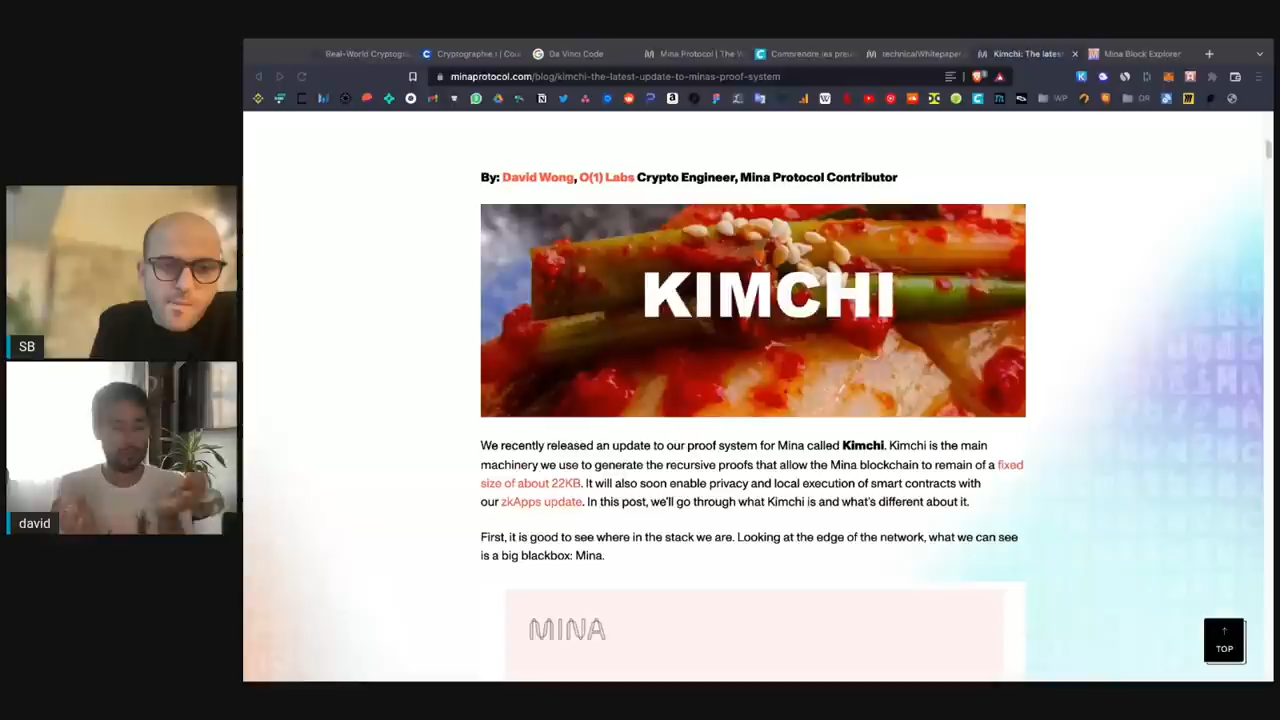 Real-World Cryptogra
Cryptographie I | Cou
Da Vinci Code
Mina Protocol | The W
Comprendre les preu
technicalWhitepaper.
Kimchi: The latest
Mina Block Explorer
minaprotocol.com/blog/kimchi-the-latest-update-to-minas-proof-system
WP
QR
By: David Wong, O(1) Labs Crypto Engineer, Mina Protocol Contributor
KIMCHI
SB
We recently released an update to our proof system for Mina called Kimchi. Kimchi is the main
machinery we use to generate the recursive proofs that allow the Mina blockchain to remain of a fixed
size of about 22KB. It will also soon enable privacy and local execution of smart contracts with
our zkApps update. In this post, we'll go through what Kimchi is and what's different about it.
david
First, it is good to see where in the stack we are. Looking at the edge of the network, what we can see
is a big blackbox: Mina.
MINA
TOP